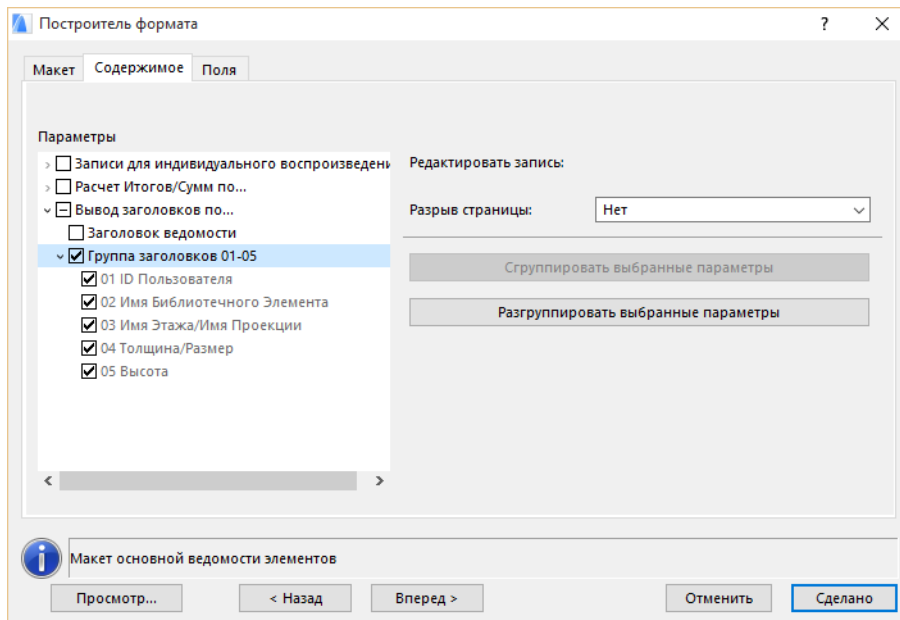 Построитель формата
?
Макет Содержимое Поля
Параметры
Записи для индивидуального воспроизведени
Расчет Итогов/Сумм по...
Вывод заголовков по...
Заголовок ведомости
Группа заголовков 01-05
01 ID Пользователя
02 Имя Библиотечного Элемента
03 Имя Этажа/Имя Проекции
04 Толщина/Размер
05 Высота
Редактировать запись:
Разрыв страницы: Нет
Сгруппировать выбранные параметры
Разгруппировать выбранные параметры
Макет основной ведомости элементов
Просмотр... < Назад Вперед > Отменить Сделано